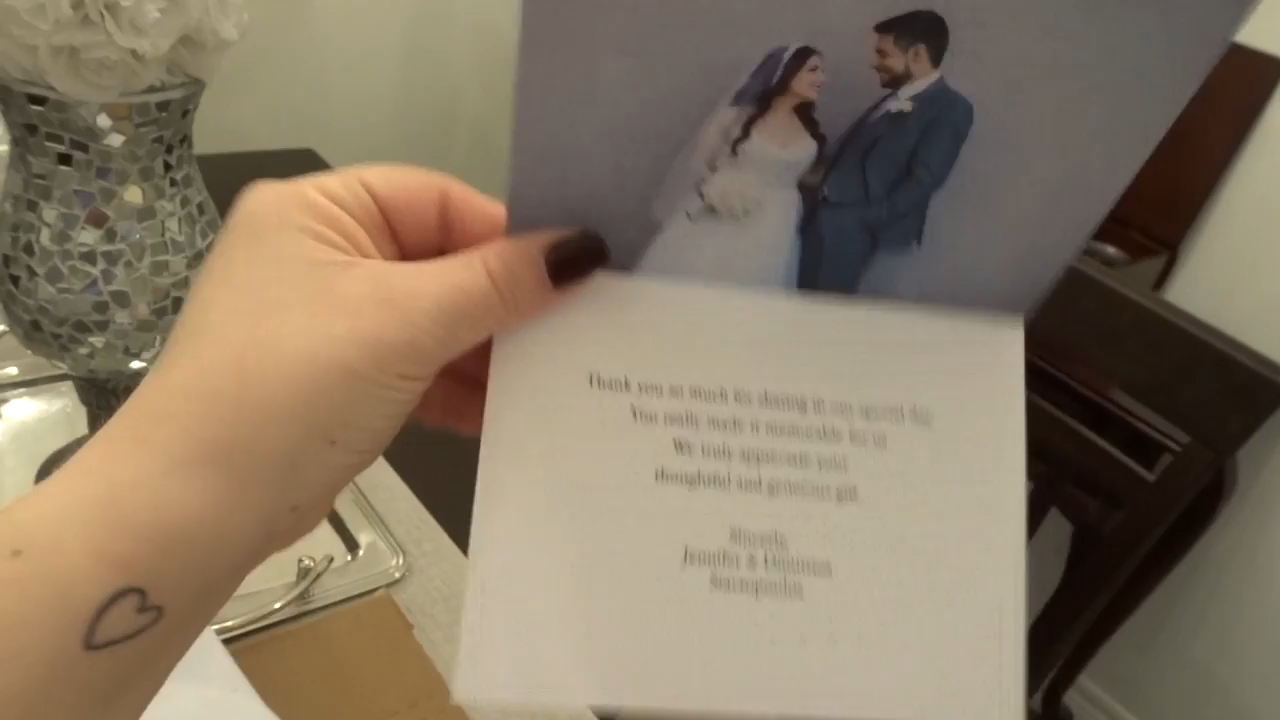 Thank you so much for sharing in our special day
You really made it memorable for us
We truly appreciate your
thoughtful and generous gift
Sincerely,
Jennifer &